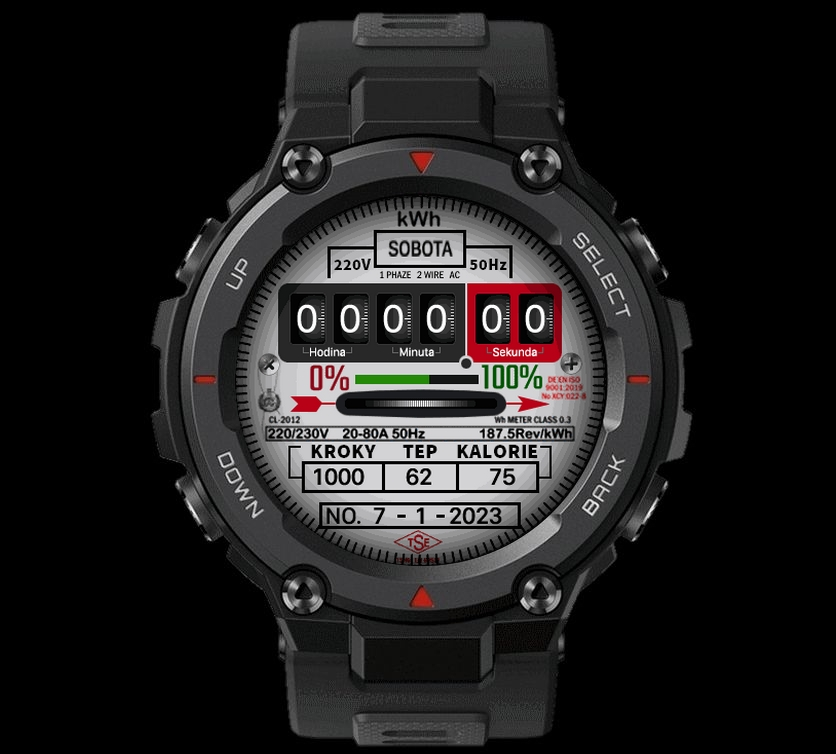 kWh
SOBOTA
220V 50Hz
1 PHAZE 2 WIRE AC
0 0 0 0 0 0
Hodina Minuta Sekunda
0% 100%
DE EN ISO
9001:2019
CL-2012 Wh METER CLASS 0.3
220/230V 20-80A 50Hz 187.5Rev/kWh
KROKY TEP KALORIE
1000 62 75
NO. 7 - 1 - 2023
TSE
UP
DOWN
SELECT
BACK